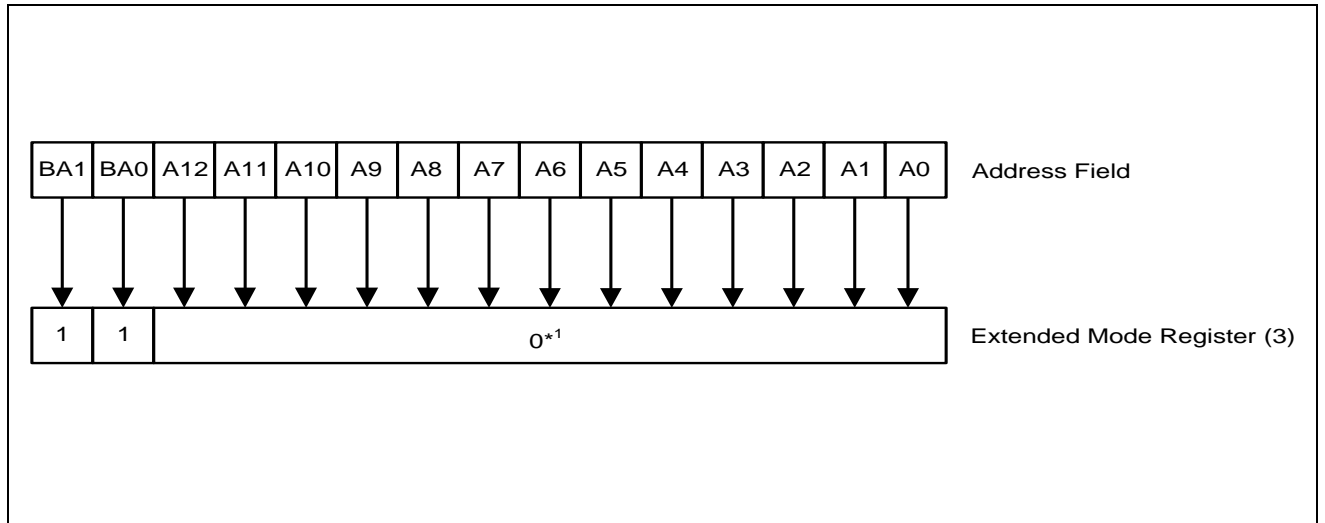 BA1 BA0 A12 A11 A10 A9 A8 A7 A6 A5 A4 A3 A2 A1 A0 Address Field
1 1 0*1 Extended Mode Register (3)